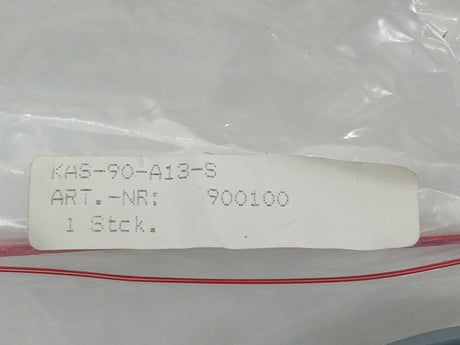 KAS-90-A13-S
ART.-NR: 900100
1 Stck.